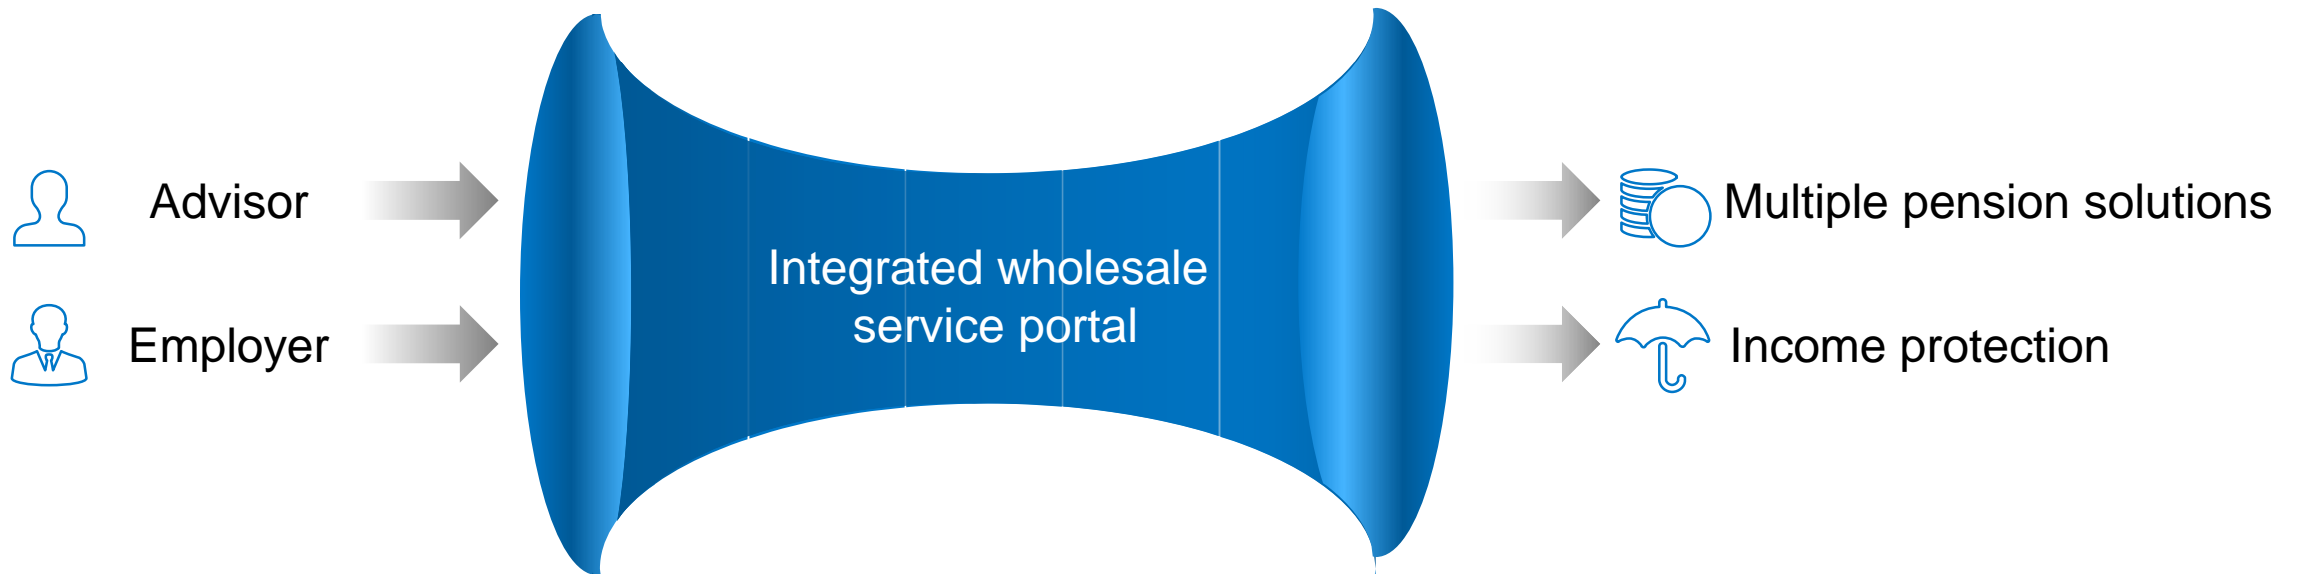 Advisor
Employer
Integrated wholesale
service portal
Multiple pension solutions
Income protection